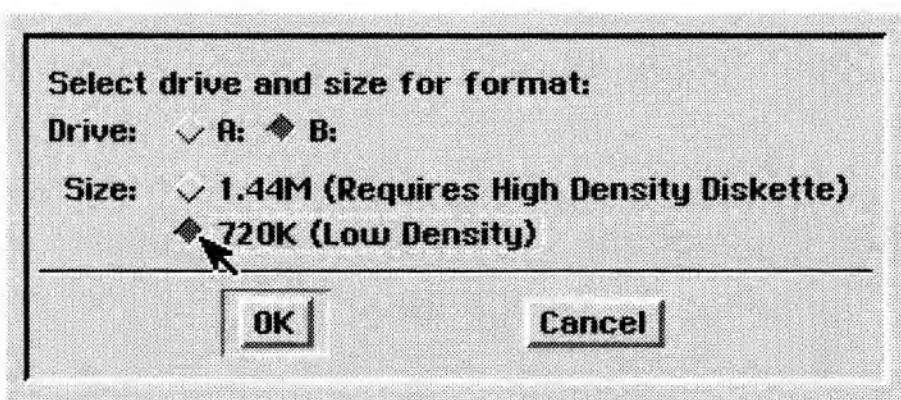 Select drive and size for format:
Drive: A: B:
Size: 1.44M (Requires High Density Diskette)
720K (Low Density)
OK Cancel